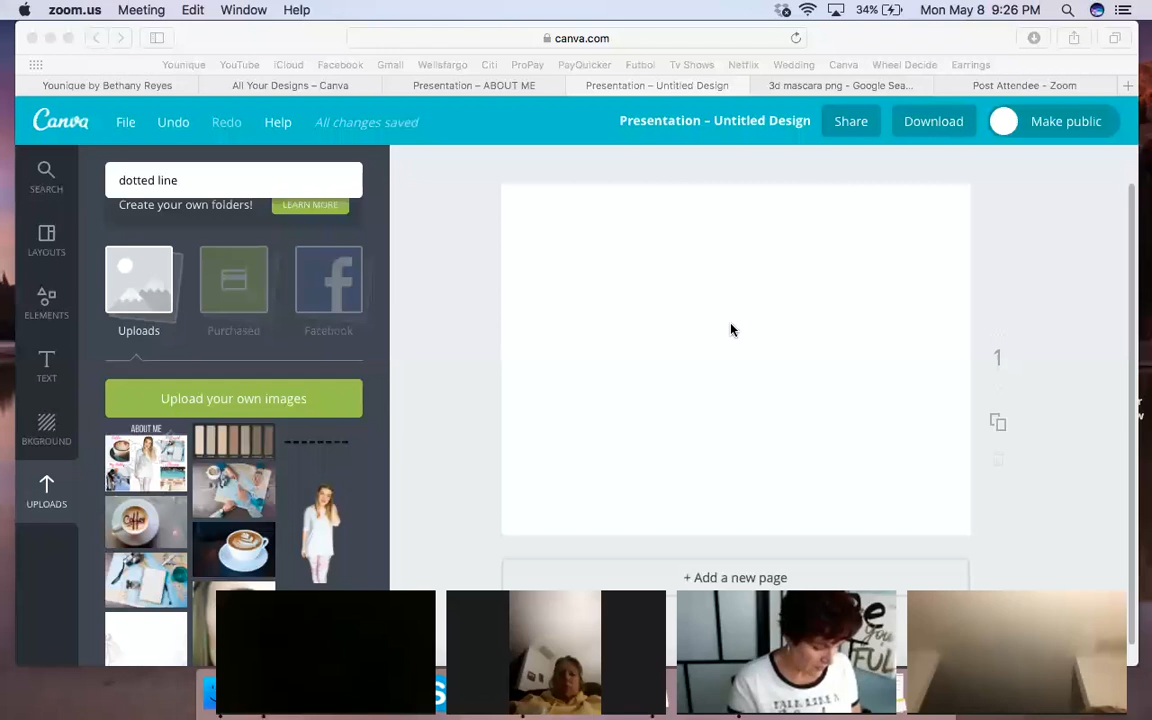 zoom.us Meeting Edit Window Help 34% Mon May 8 9:26 PM
canva.com
Younique YouTube iCloud Facebook Gmail Wellsfargo Citi ProPay PayQuicker Futbol Tv Shows Netflix Wedding Canva Wheel Decide Earrings
Younique by Bethany Reyes All Your Designs – Canva Presentation – ABOUT ME Presentation – Untitled Design 3d mascara png - Google Sea... Post Attendee - Zoom
Canva File Undo Redo Help All changes saved Presentation – Untitled Design Share Download Make public
SEARCH
LAYOUTS
ELEMENTS
TEXT
BKGROUND
UPLOADS
dotted line
Create your own folders! LEARN MORE
Uploads Purchased Facebook
Upload your own images
ABOUT ME
Coffee
1
+ Add a new page
TALK LIKE A